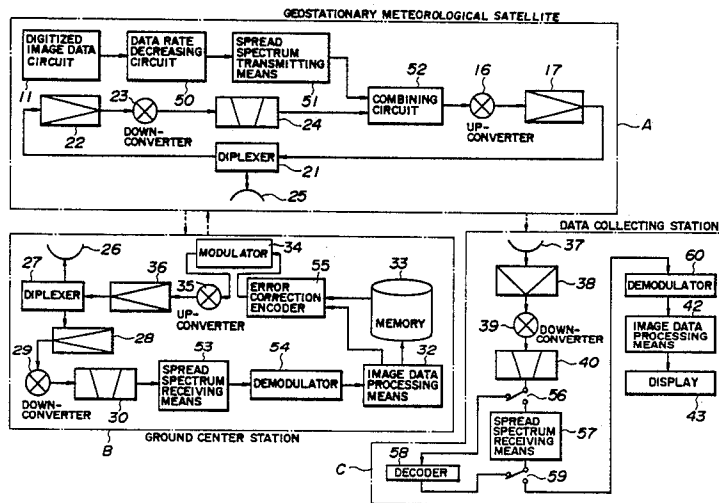 GEOSTATIONARY METEOROLOGICAL SATELLITE
DIGITIZED
IMAGE DATA
CIRCUIT
11
DATA RATE
DECREASING
CIRCUIT
50
SPREAD
SPECTRUM
TRANSMITTING
MEANS
51
52
COMBINING
CIRCUIT
16
UP-
CONVERTER
17
22
23
DOWN-
CONVERTER
24
DIPLEXER
21
25
A
26
27
DIPLEXER
36
MODULATOR
34
35
UP-
CONVERTER
55
ERROR
CORRECTION
ENCODER
33
MEMORY
28
29
DOWN-
CONVERTER
30
53
SPREAD
SPECTRUM
RECEIVING
MEANS
54
DEMODULATOR
32
IMAGE DATA
PROCESSING
MEANS
B
GROUND CENTER STATION
DATA COLLECTING STATION
37
38
39
DOWN-
CONVERTER
40
56
SPREAD
SPECTRUM
RECEIVING
MEANS
57
58
DECODER
59
C
60
DEMODULATOR
42
IMAGE DATA
PROCESSING
MEANS
DISPLAY
43